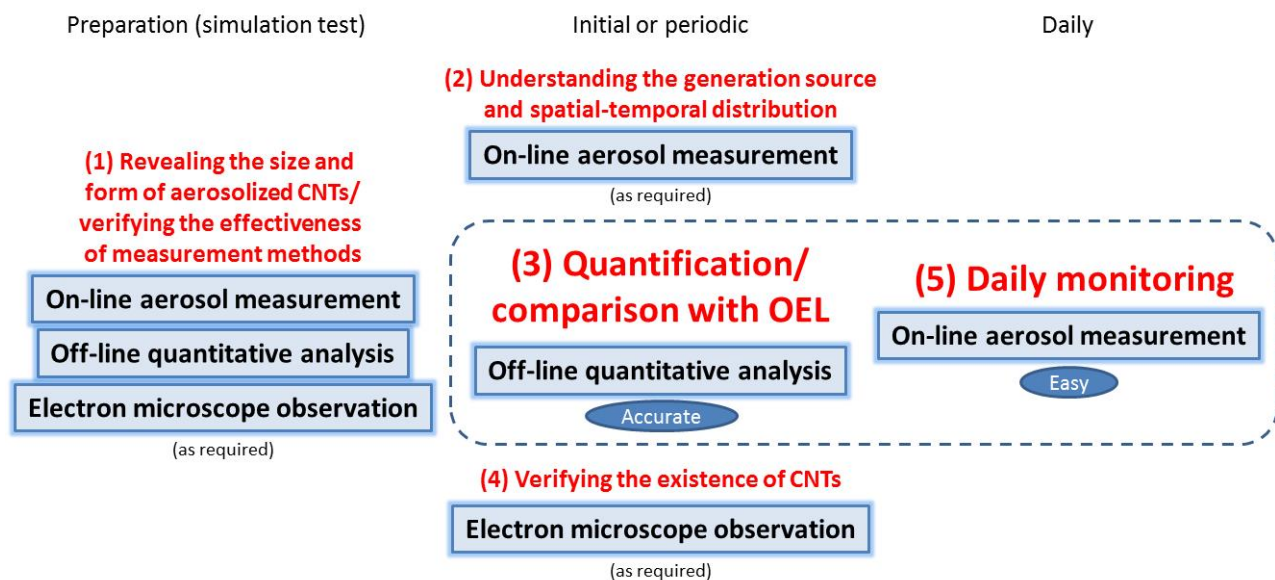 Preparation (simulation test)
Initial or periodic
Daily
(1) Revealing the size and
form of aerosolized CNTs/
verifying the effectiveness
of measurement methods
On-line aerosol measurement
Off-line quantitative analysis
Electron microscope observation
(as required)
(2) Understanding the generation source
and spatial-temporal distribution
On-line aerosol measurement
(as required)
(3) Quantification/
comparison with OEL
Off-line quantitative analysis
Accurate
(5) Daily monitoring
On-line aerosol measurement
Easy
(4) Verifying the existence of CNTs
Electron microscope observation
(as required)